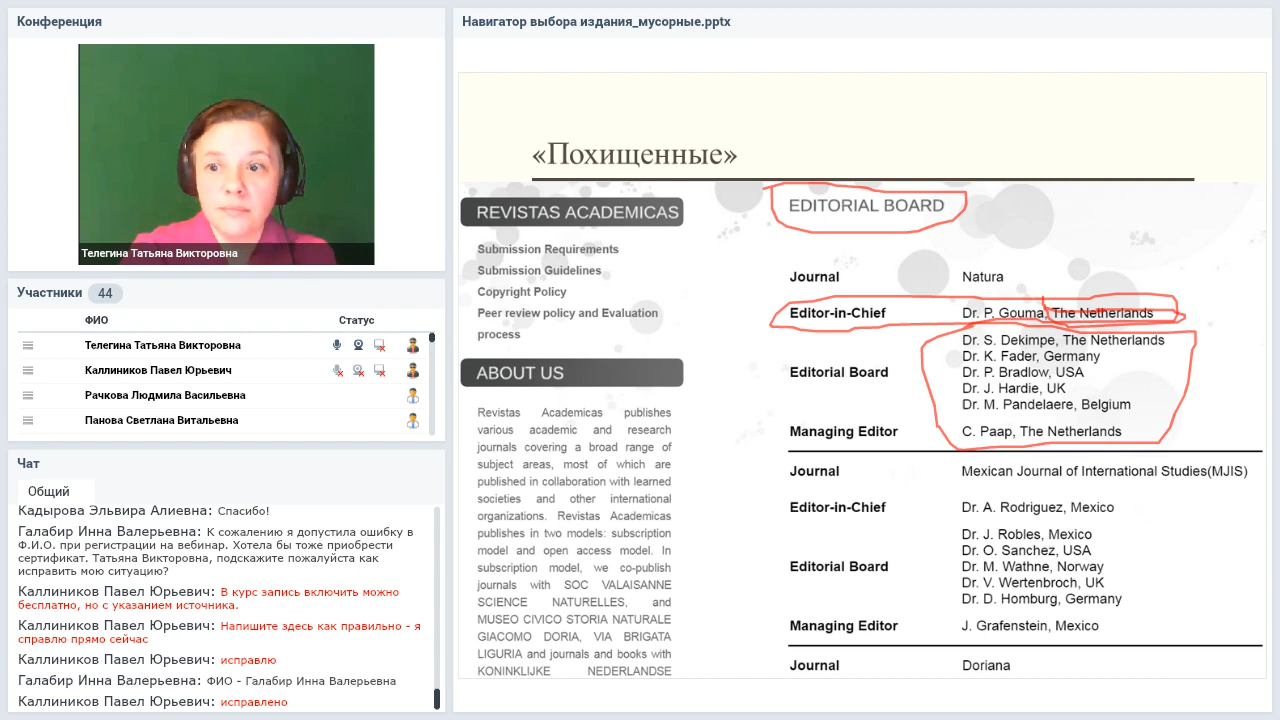 Конференция
Телегина Татьяна Викторовна
Участники 44
ФИО Статус
Телегина Татьяна Викторовна
Каллиников Павел Юрьевич
Рачкова Людмила Васильевна
Панова Светлана Витальевна
Чат
Общий
Кадырова Эльвира Алиевна: Спасибо!
Галабир Инна Валерьевна: К сожалению я допустила ошибку в
Ф.И.О. при регистрации на вебинар. Хотела бы тоже приобрести
сертификат. Татьяна Викторовна, подскажите пожалуйста как
исправить мою ситуацию?
Каллиников Павел Юрьевич: В курс запись включить можно
бесплатно, но с указанием источника.
Каллиников Павел Юрьевич: Напишите здесь как правильно - я
справлю прямо сейчас
Каллиников Павел Юрьевич: исправлю
Галабир Инна Валерьевна: ФИО - Галабир Инна Валерьевна
Каллиников Павел Юрьевич: исправлено
Навигатор выбора издания_мусорные.pptx
«Похищенные»
REVISTAS ACADEMICAS
Submission Requirements
Submission Guidelines
Copyright Policy
Peer review policy and Evaluation
process
ABOUT US
Revistas Academicas publishes
various academic and research
journals covering a broad range of
subject areas, most of which are
published in collaboration with learned
societies and other international
organizations. Revistas Academicas
publishes in two models: subscription
model and open access model. In
subscription model, we co-publish
journals with SOC VALAISANNE
SCIENCE NATURELLES, and
MUSEO CIVICO STORIA NATURALE
GIACOMO DORIA, VIA BRIGATA
LIGURIA and journals and books with
KONINKLIJKE NEDERLANDSE
EDITORIAL BOARD
Journal Natura
Editor-in-Chief Dr. P. Gouma, The Netherlands
Dr. S. Dekimpe, The Netherlands
Dr. K. Fader, Germany
Editorial Board Dr. P. Bradlow, USA
Dr. J. Hardie, UK
Dr. M. Pandelaere, Belgium
Managing Editor C. Paap, The Netherlands
Journal Mexican Journal of International Studies(MJIS)
Editor-in-Chief Dr. A. Rodriguez, Mexico
Dr. J. Robles, Mexico
Dr. O. Sanchez, USA
Editorial Board Dr. M. Wathne, Norway
Dr. V. Wertenbroch, UK
Dr. D. Homburg, Germany
Managing Editor J. Grafenstein, Mexico
Journal Doriana